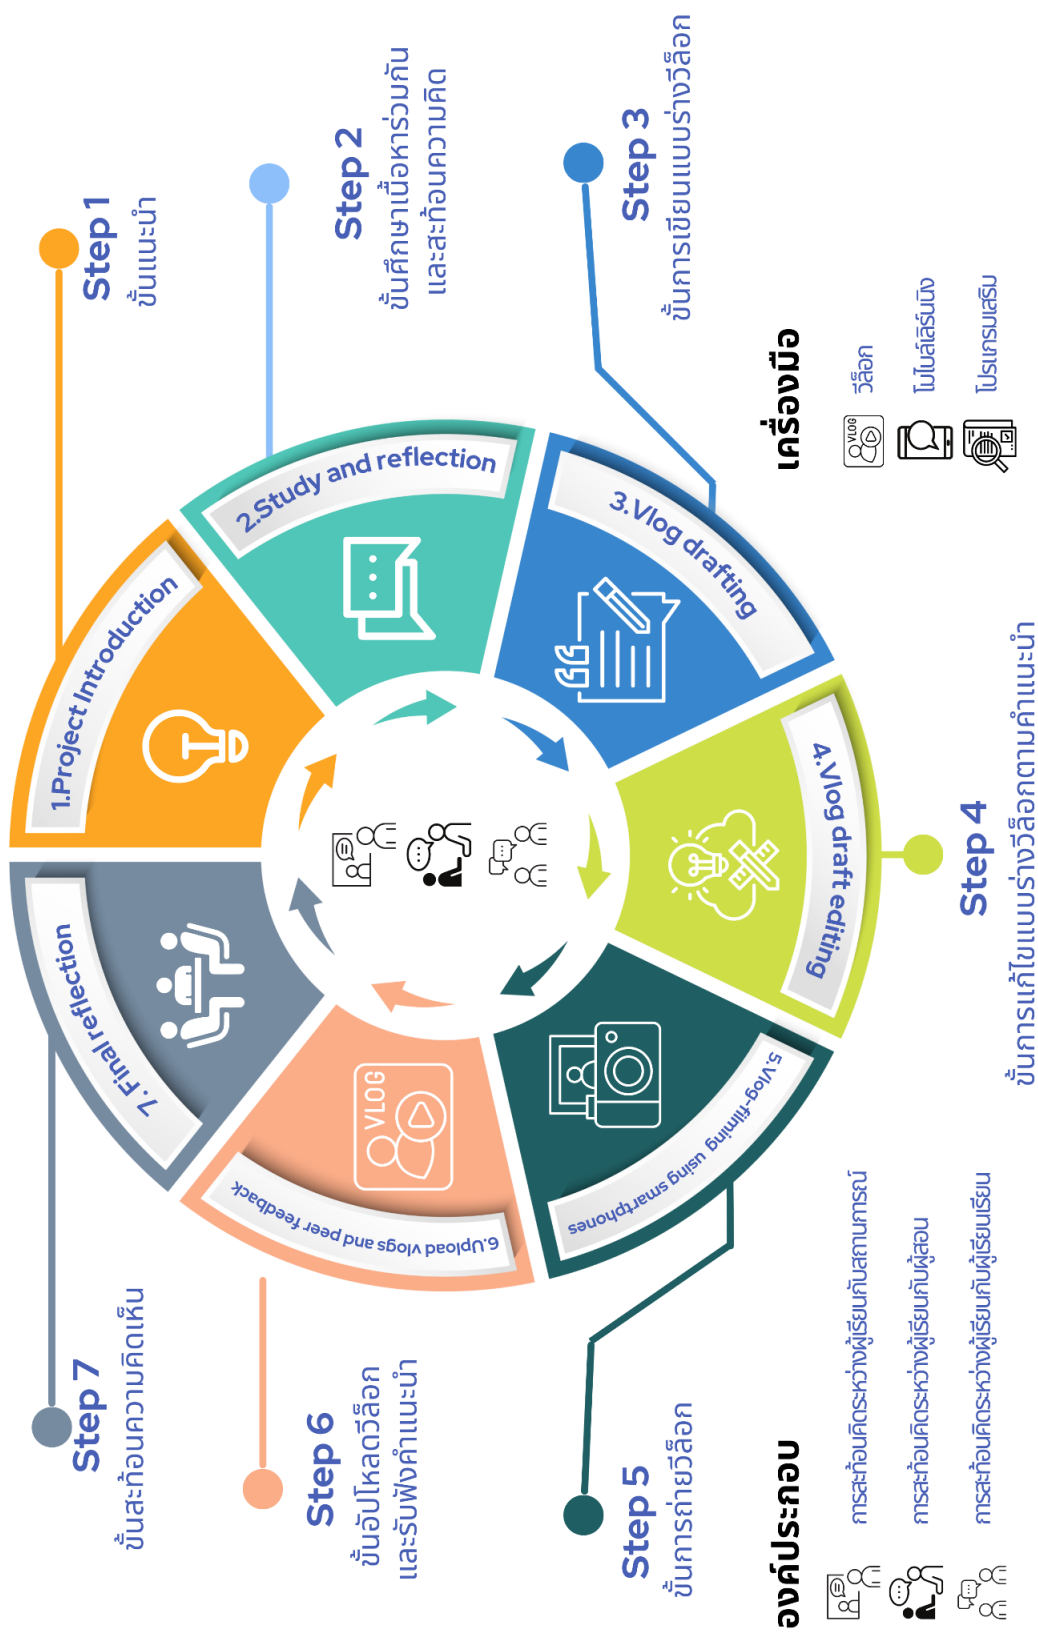 Step 1
ขั้นแนะนำ
Step 2
ขั้นศึกษาเนื้อหาร่วมกัน
และสะท้อนความคิด
Step 3
ขั้นการเขียนแบบร่างวีล็อก
Step 4
ขั้นการแก้ไขแบบร่างวีล็อกตามคำแนะนำ
Step 5
ขั้นการถ่ายวีล็อก
Step 6
ขั้นอัปโหลดวีล็อก
และรับฟังคำแนะนำ
Step 7
ขั้นสะท้อนความคิดเห็น
1.Project Introduction
2.Study and reflection
3.Vlog drafting
4.Vlog draft editing
5.Vlog-filming using smartphones
6.Upload vlogs and peer feedback
7. Final reflection
VLOG
องค์ประกอบ
การสะท้อนคิดระหว่างผู้เรียนกับสถานการณ์
การสะท้อนคิดระหว่างผู้เรียนกับผู้สอน
การสะท้อนคิดระหว่างผู้เรียนกับผู้เรียน
เครื่องมือ
VLOG
วีล็อก
โมไบล์เลิร์นนิง
โปรแกรมเสริม